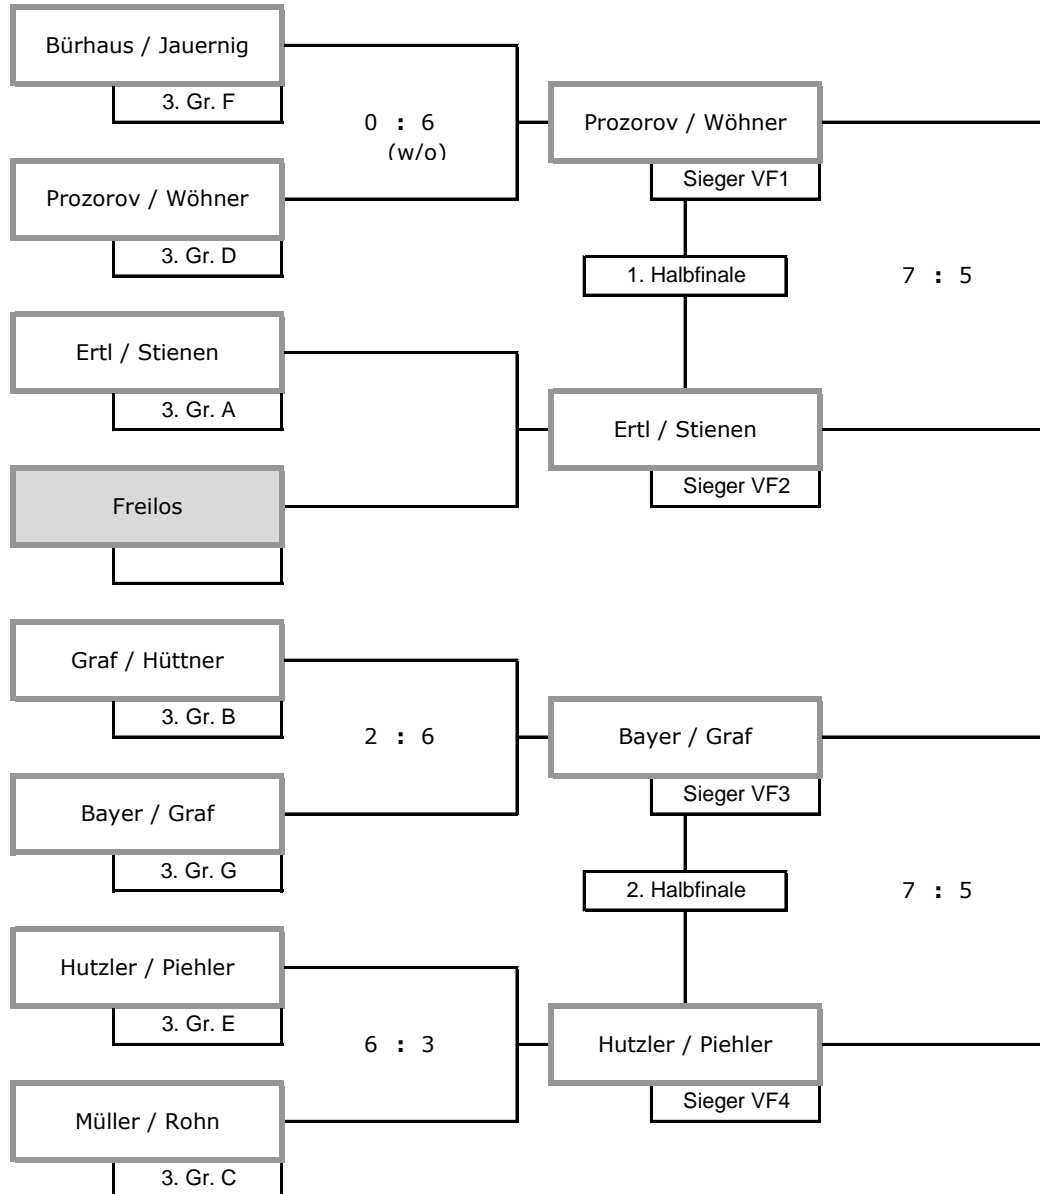 Bürhaus / Jauernig
3. Gr. F
0 : 6
(w/o)
Prozorov / Wöhner
3. Gr. D
Prozorov / Wöhner
Sieger VF1
1. Halbfinale
7 : 5
Ertl / Stienen
3. Gr. A
Freilos
Ertl / Stienen
Sieger VF2
Graf / Hüttner
3. Gr. B
2 : 6
Bayer / Graf
3. Gr. G
Bayer / Graf
Sieger VF3
2. Halbfinale
7 : 5
Hutzler / Piehler
3. Gr. E
6 : 3
Müller / Rohn
3. Gr. C
Hutzler / Piehler
Sieger VF4